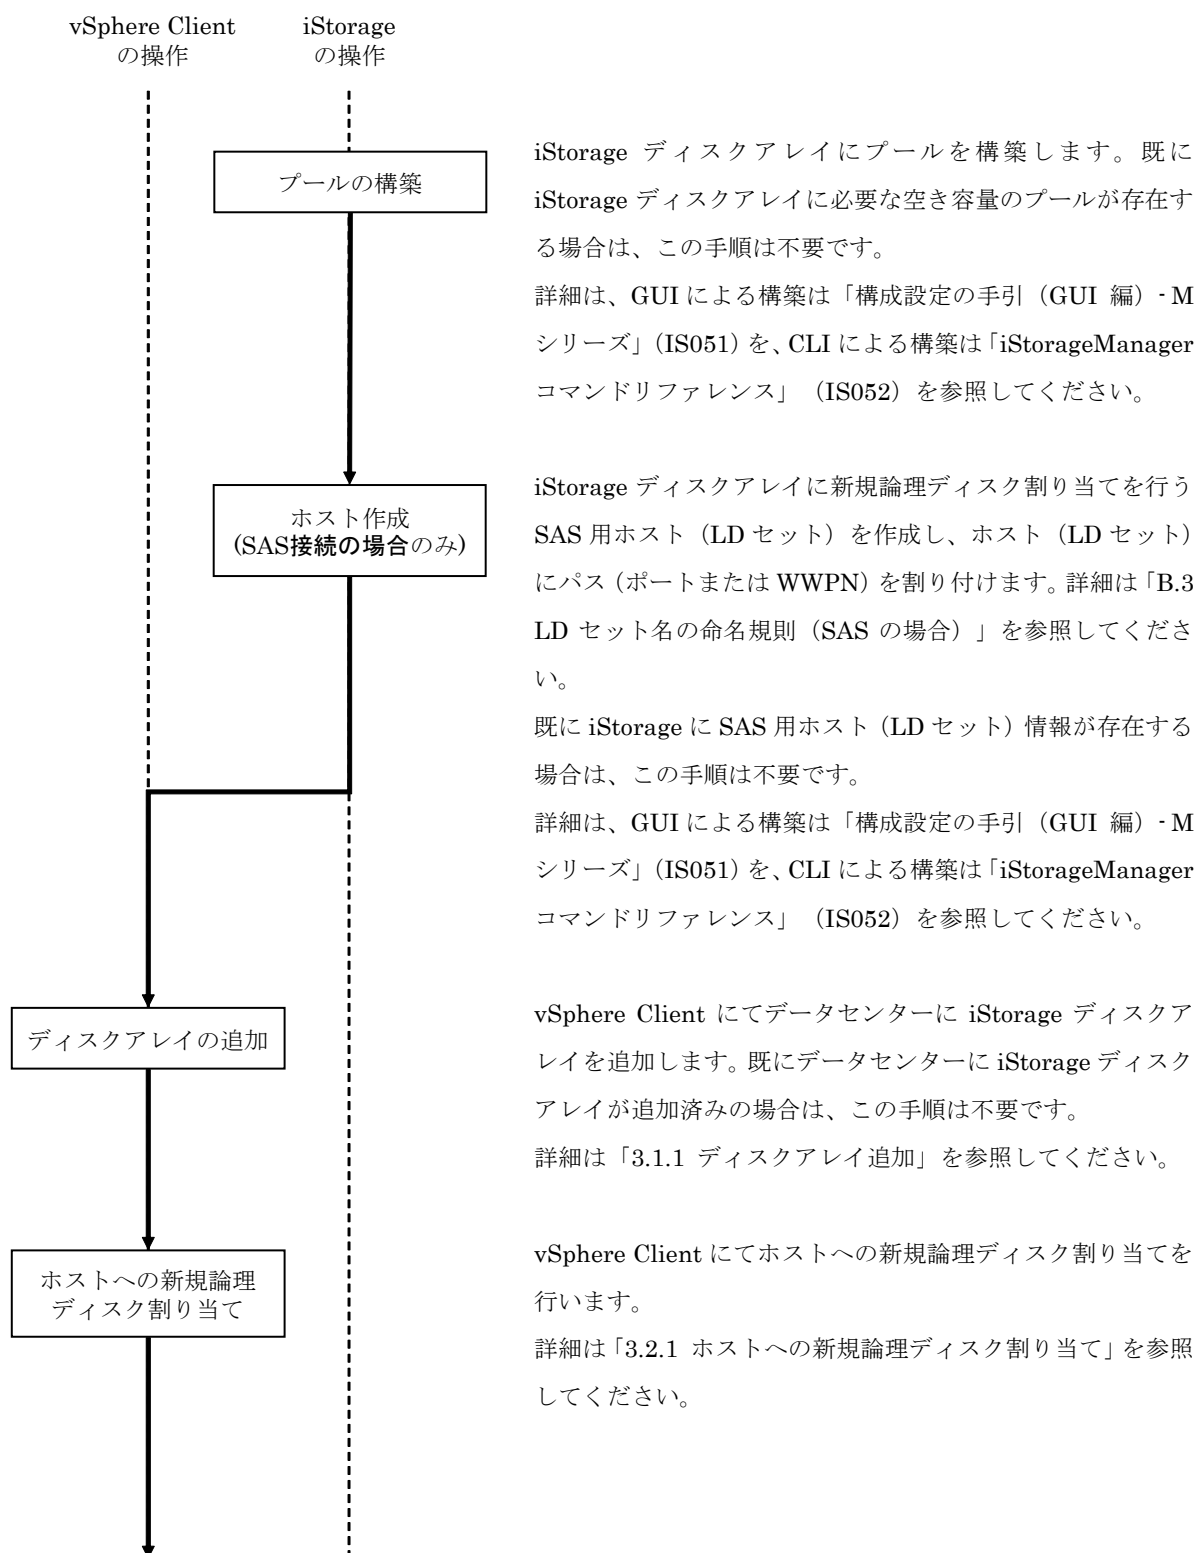 vSphere Client
の操作
iStorage
の操作
プールの構築
iStorage ディスクアレイにプールを構築します。既に
iStorage ディスクアレイに必要な空き容量のプールが存在す
る場合は、この手順は不要です。
詳細は、GUI による構築は「構成設定の手引（GUI 編）- M
シリーズ」（IS051）を、CLI による構築は「iStorageManager
コマンドリファレンス」（IS052）を参照してください。
ホスト作成
(SAS接続の場合のみ)
iStorage ディスクアレイに新規論理ディスク割り当てを行う
SAS 用ホスト（LD セット）を作成し、ホスト（LD セット）
にパス（ポートまたは WWPN）を割り付けます。詳細は「B.3
LD セット名の命名規則（SAS の場合）」を参照してくださ
い。
既に iStorage に SAS 用ホスト（LD セット）情報が存在する
場合は、この手順は不要です。
詳細は、GUI による構築は「構成設定の手引（GUI 編）- M
シリーズ」（IS051）を、CLI による構築は「iStorageManager
コマンドリファレンス」（IS052）を参照してください。
ディスクアレイの追加
vSphere Client にてデータセンターに iStorage ディスクア
レイを追加します。既にデータセンターに iStorage ディスク
アレイが追加済みの場合は、この手順は不要です。
詳細は「3.1.1 ディスクアレイ追加」を参照してください。
ホストへの新規論理
ディスク割り当て
vSphere Client にてホストへの新規論理ディスク割り当てを
行います。
詳細は「3.2.1 ホストへの新規論理ディスク割り当て」を参照
してください。